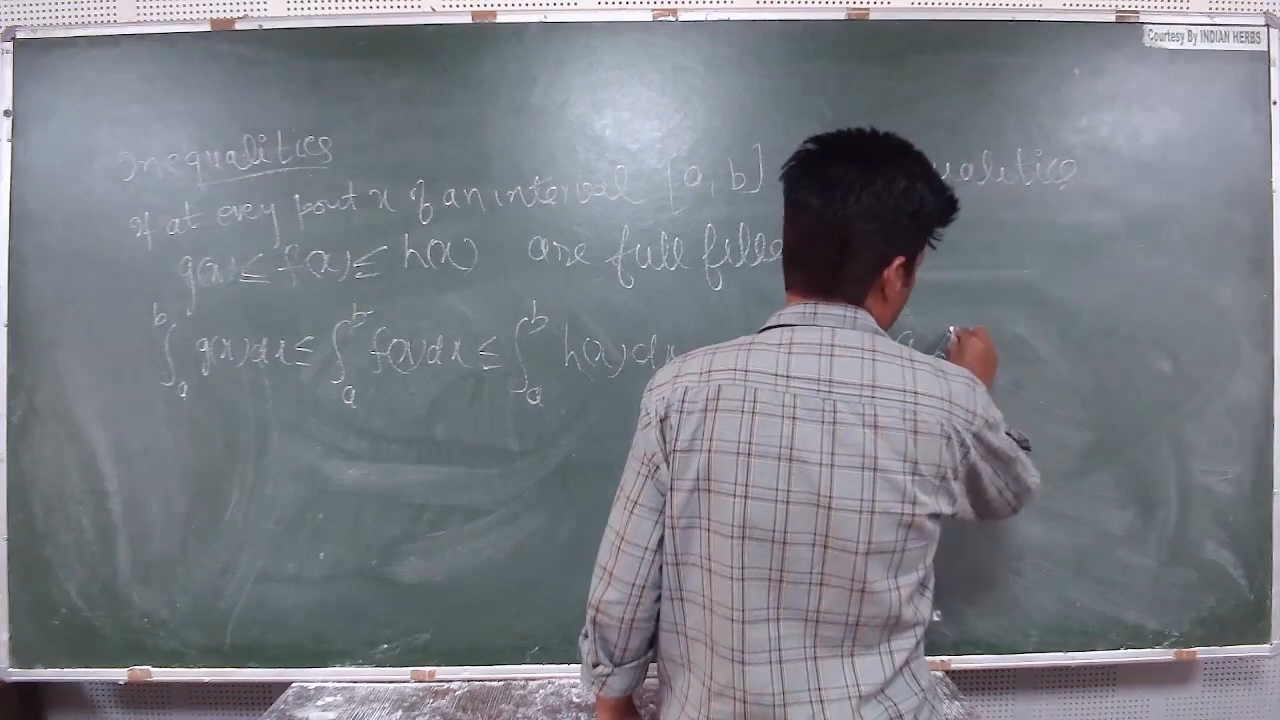 Courtesy By INDIAN HERBS
Inequalities
if at every point x of an interval [a, b]
g(x) ≤ f(x) ≤ h(x) are full fille
∫_a^b g(x)dx ≤ ∫_a^b f(x)dx ≤ ∫_a^b h(x)dx